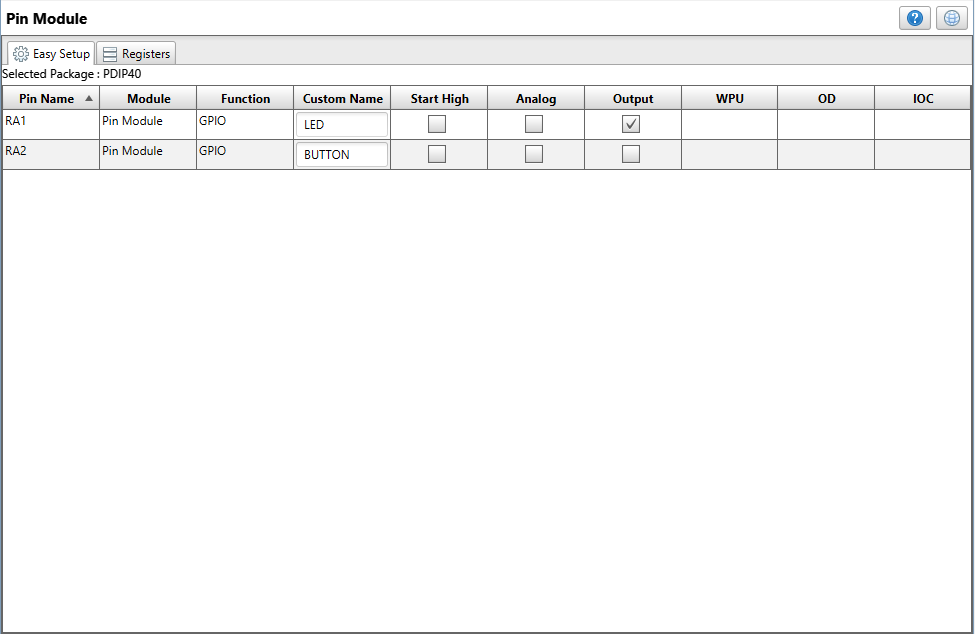 Pin Module
Easy Setup Registers
Selected Package : PDIP40
Pin Name Module Function Custom Name Start High Analog Output WPU OD IOC
RA1 Pin Module GPIO LED
RA2 Pin Module GPIO BUTTON